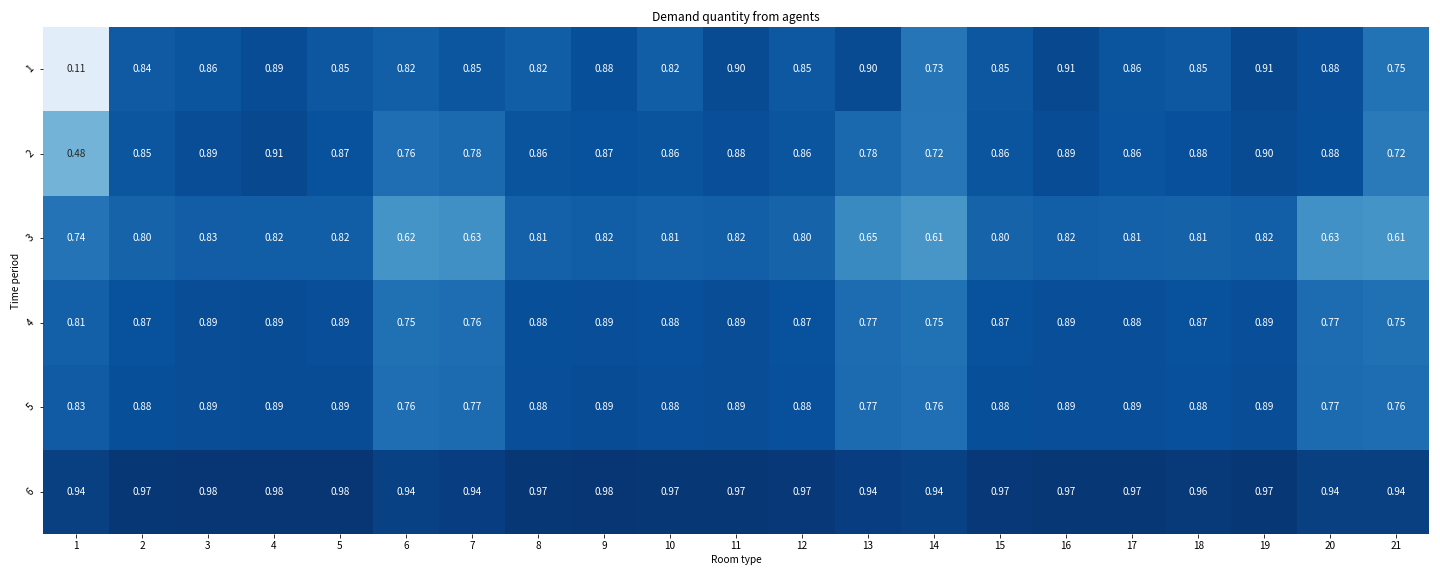 Demand quantity from agents
1 0.11 0.84 0.86 0.89 0.85 0.82 0.85 0.82 0.88 0.82 0.90 0.85 0.90 0.73 0.85 0.91 0.86 0.85 0.91 0.88 0.75
2 0.48 0.85 0.89 0.91 0.87 0.76 0.78 0.86 0.87 0.86 0.88 0.86 0.78 0.72 0.86 0.89 0.86 0.88 0.90 0.88 0.72
3 0.74 0.80 0.83 0.82 0.82 0.62 0.63 0.81 0.82 0.81 0.82 0.80 0.65 0.61 0.80 0.82 0.81 0.81 0.82 0.63 0.61
Time period
4 0.81 0.87 0.89 0.89 0.89 0.75 0.76 0.88 0.89 0.88 0.89 0.87 0.77 0.75 0.87 0.89 0.88 0.87 0.89 0.77 0.75
5 0.83 0.88 0.89 0.89 0.89 0.76 0.77 0.88 0.89 0.88 0.89 0.88 0.77 0.76 0.88 0.89 0.89 0.88 0.89 0.77 0.76
6 0.94 0.97 0.98 0.98 0.98 0.94 0.94 0.97 0.98 0.97 0.97 0.97 0.94 0.94 0.97 0.97 0.97 0.96 0.97 0.94 0.94
1 2 3 4 5 6 7 8 9 10 11 12 13 14 15 16 17 18 19 20 21
Room type